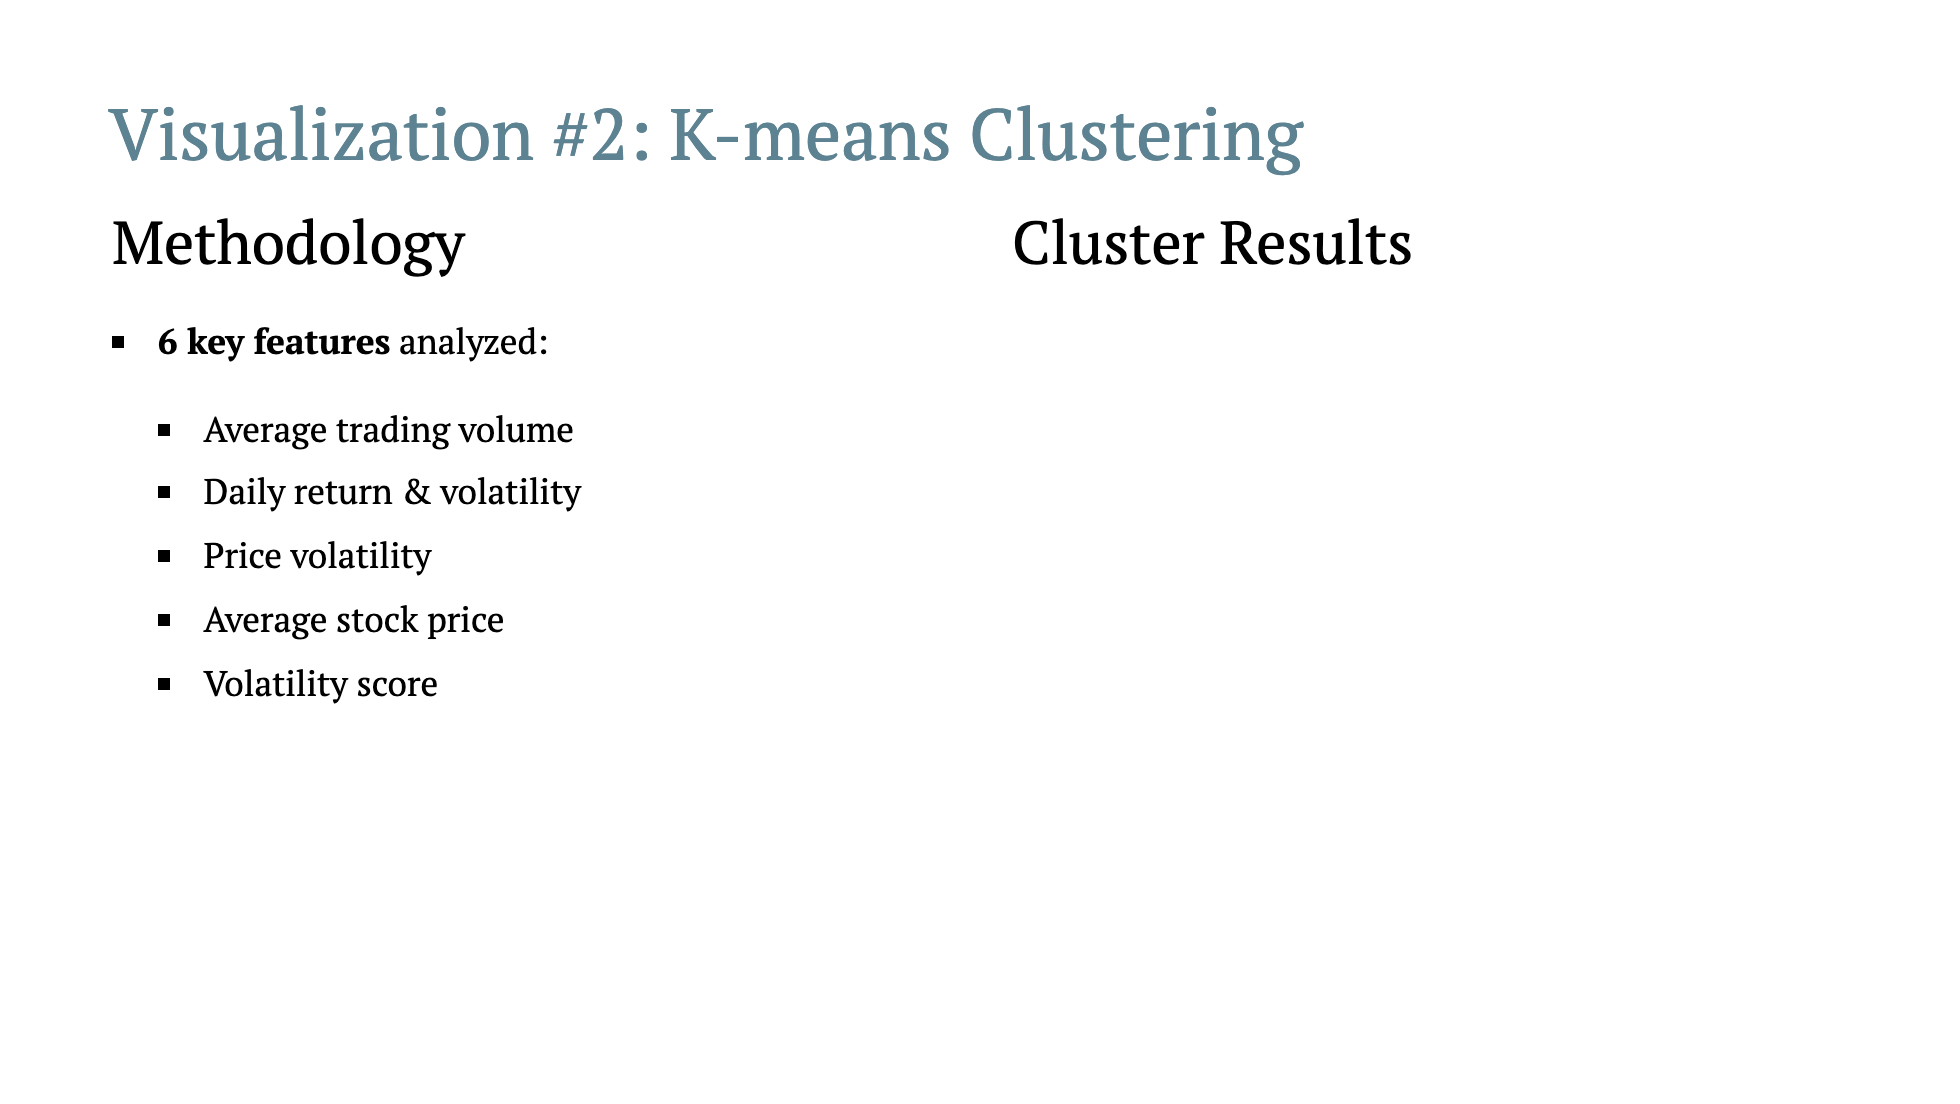 Visualization #2: K-means Clustering
Methodology
6 key features analyzed:
Average trading volume
Daily return & volatility
Price volatility
Average stock price
Volatility score
Cluster Results